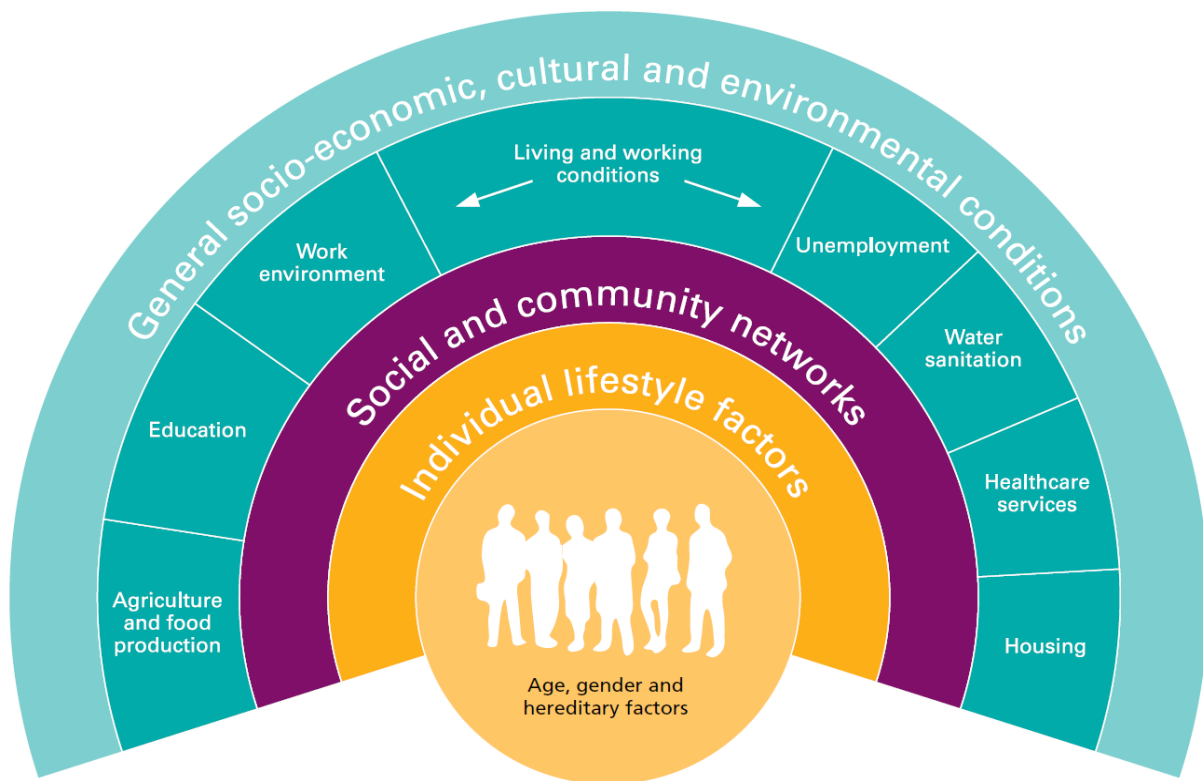 General socio-economic, cultural and environmental conditions
Living and working
conditions
Work
environment
Unemployment
Education
Water
sanitation
Agriculture
and food
production
Healthcare
services
Housing
Social and community networks
Individual lifestyle factors
Age, gender and
hereditary factors